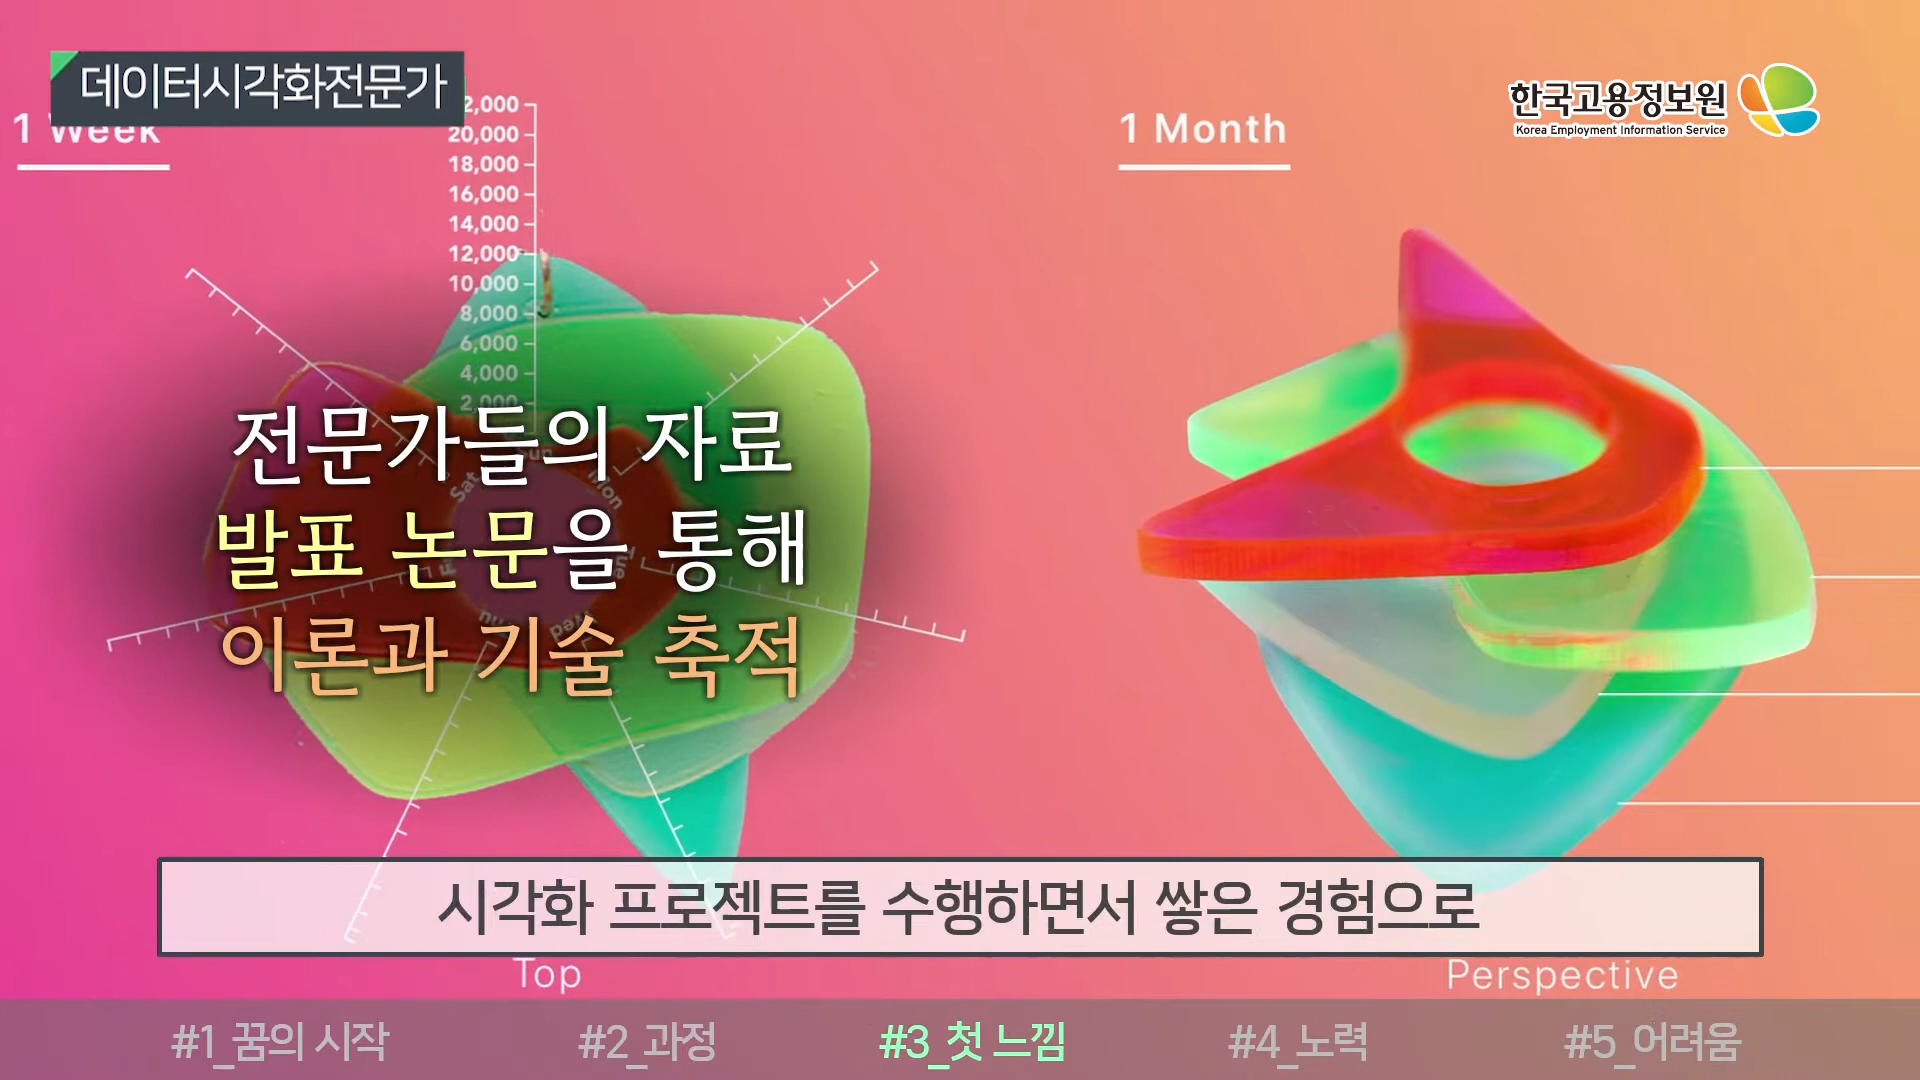 데이터시각화전문가
한국고용정보원
Korea Employment Information Service
1 Week
1 Month
20,000
18,000
16,000
14,000
12,000
10,000
8,000
6,000
4,000
2,000
Sun
Mon
Tue
Sat
전문가들의 자료
발표 논문을 통해
이론과 기술 축적
시각화 프로젝트를 수행하면서 쌓은 경험으로
Top
Perspective
#1_꿈의 시작
#2_과정
#3_첫 느낌
#4_노력
#5_어려움